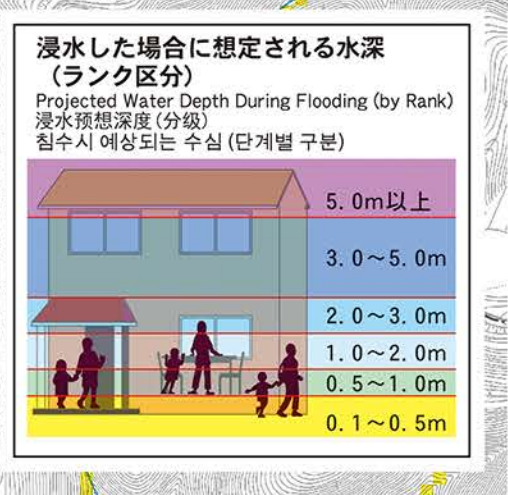 浸水した場合に想定される水深
（ランク区分）
Projected Water Depth During Flooding (by Rank)
浸水预想深度（分级）
침수시 예상되는 수심 (단계별 구분)
5. 0m以上
3. 0～5. 0m
2. 0～3. 0m
1. 0～2. 0m
0. 5～1. 0m
0. 1～0. 5m